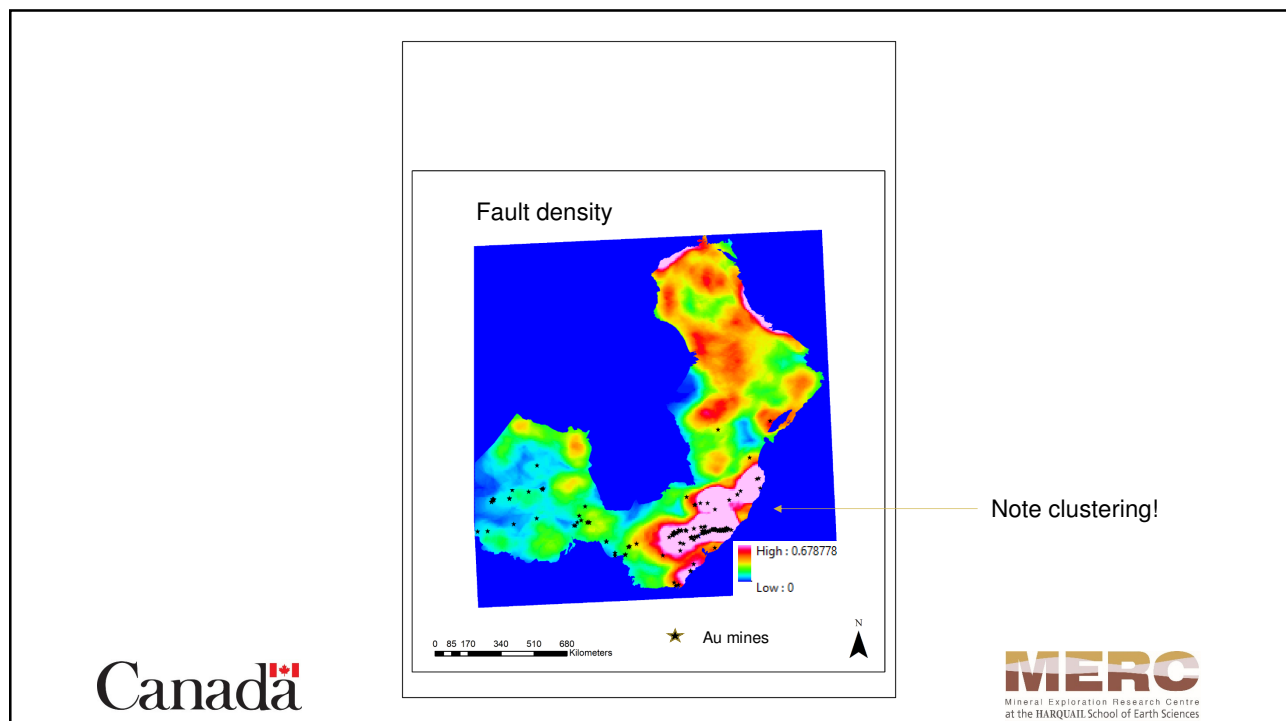 Fault density
Note clustering!
High : 0.678778
Low : 0
N
Au mines
0 85 170 340 510 680
Kilometers
Canada
MERC
Mineral Exploration Research Centre
at the HARQUAIL School of Earth Sciences